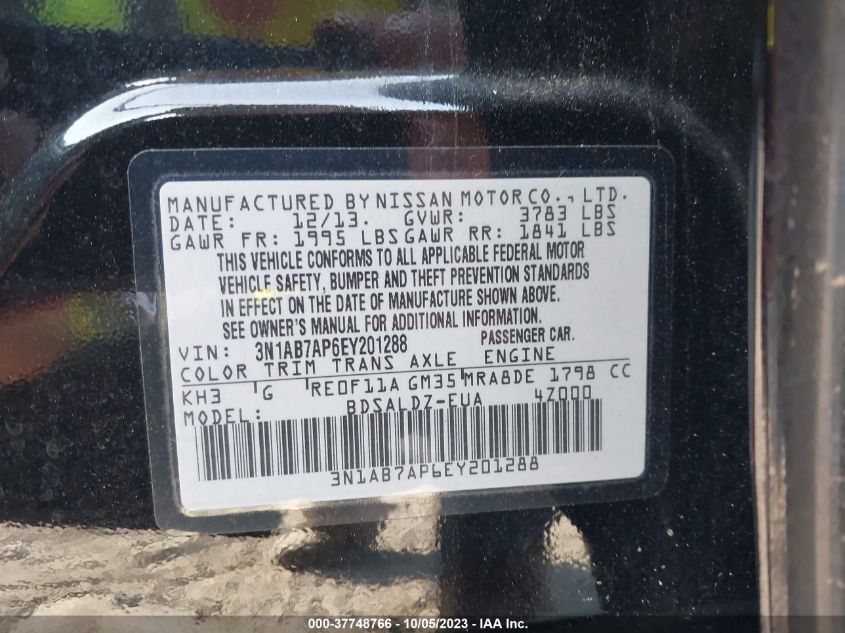 MANUFACTURED BY NISSAN MOTOR CO., LTD.
DATE: 12/13. GVWR: 3783 LBS
GAWR FR: 1995 LBS GAWR RR: 1841 LBS
THIS VEHICLE CONFORMS TO ALL APPLICABLE FEDERAL MOTOR
VEHICLE SAFETY, BUMPER AND THEFT PREVENTION STANDARDS
IN EFFECT ON THE DATE OF MANUFACTURE SHOWN ABOVE.
SEE OWNER'S MANUAL FOR ADDITIONAL INFORMATION.
VIN: 3N1AB7AP6EY201288 PASSENGER CAR.
COLOR TRIM TRANS AXLE ENGINE
KH3 'G 'RE0F11A GM35'MRA8DE 1798 CC
MODEL: BDSALDZ-EUA 4Z000
3N1AB7AP6EY201288
000-37748766 - 10/05/2023 - IAA Inc.